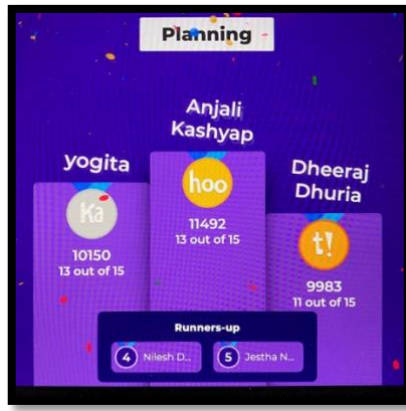 Planning
Anjali
Kashyap
yogita
Dheeraj
Dhuria
Ka
hoo
t!
10150
13 out of 15
11492
13 out of 15
9983
11 out of 15
Runners-up
4 Nilesh D...
5 Jestha N...